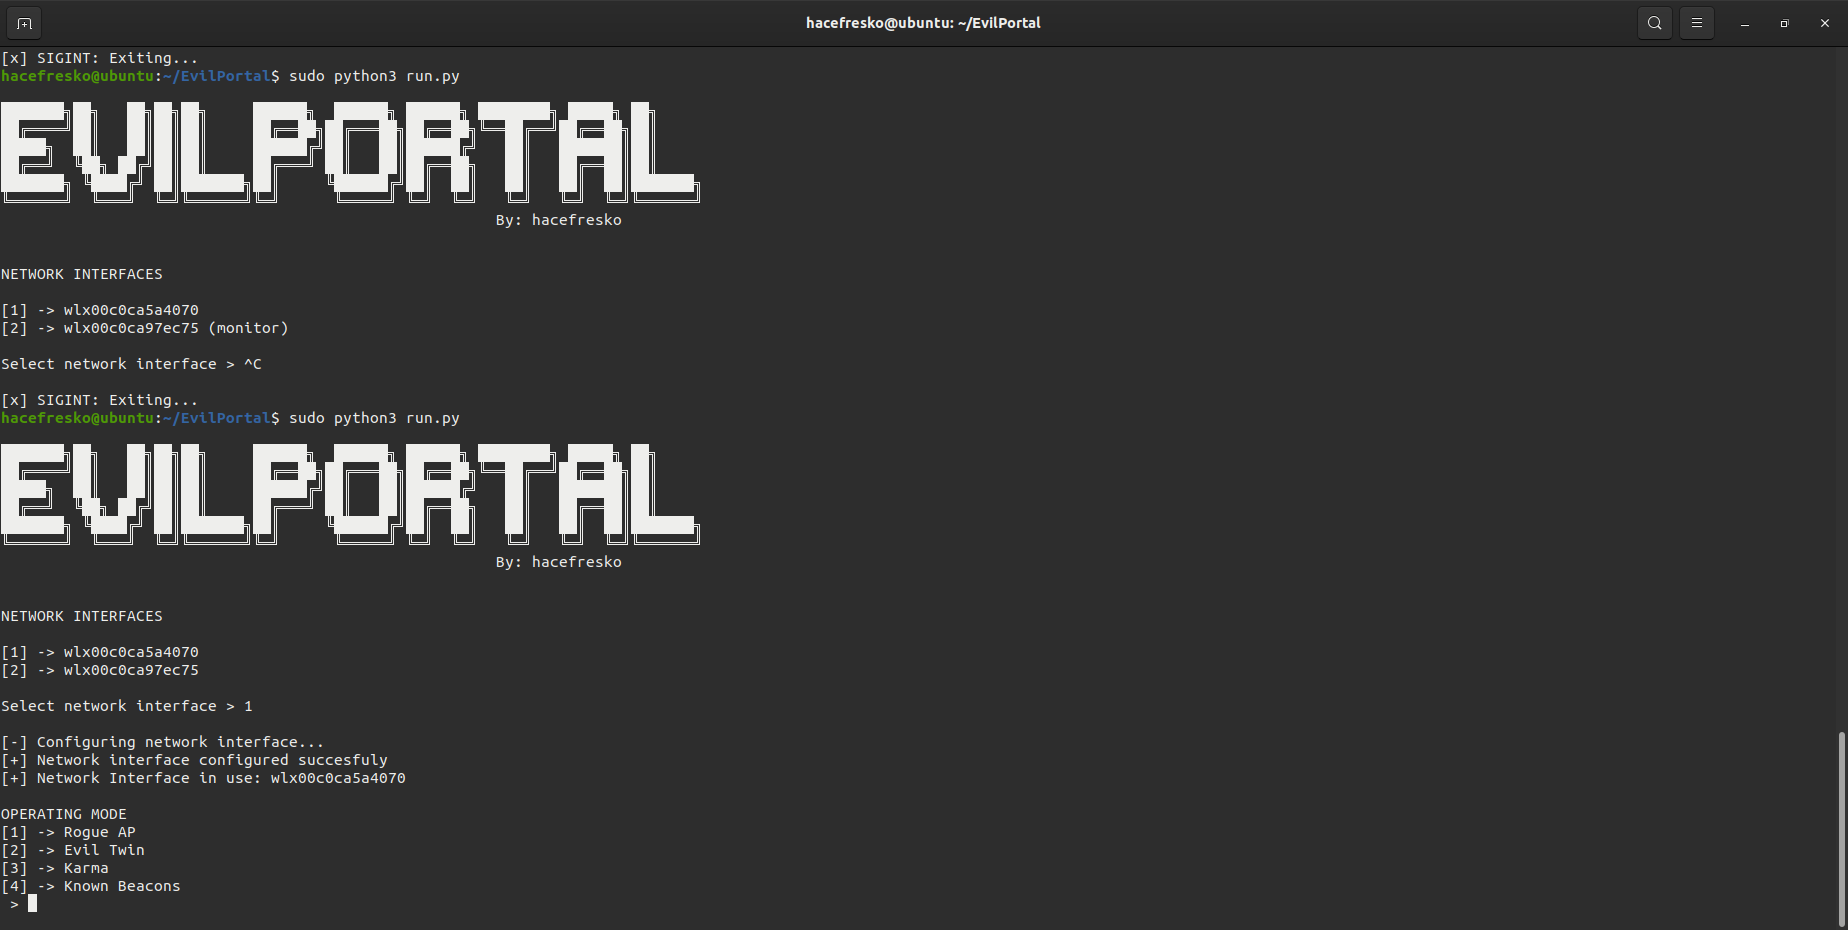 hacefresko@ubuntu: ~/EvilPortal
[x] SIGINT: Exiting...
hacefresko@ubuntu:~/EvilPortal$ sudo python3 run.py
EVILPORTAL
By: hacefresko
NETWORK INTERFACES
[1] -> wlx00c0ca5a4070
[2] -> wlx00c0ca97ec75 (monitor)
Select network interface > ^C
[x] SIGINT: Exiting...
hacefresko@ubuntu:~/EvilPortal$ sudo python3 run.py
EVILPORTAL
By: hacefresko
NETWORK INTERFACES
[1] -> wlx00c0ca5a4070
[2] -> wlx00c0ca97ec75
Select network interface > 1
[-] Configuring network interface...
[+] Network interface configured succesfuly
[+] Network Interface in use: wlx00c0ca5a4070
OPERATING MODE
[1] -> Rogue AP
[2] -> Evil Twin
[3] -> Karma
[4] -> Known Beacons
>